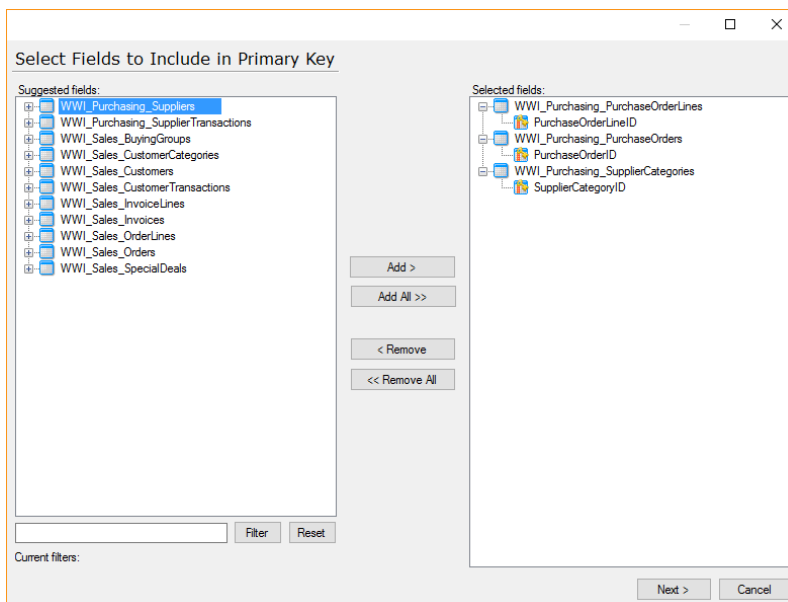 Select Fields to Include in Primary Key
Suggested fields:
WWI_Purchasing_Suppliers
WWI_Purchasing_SupplierTransactions
WWI_Sales_BuyingGroups
WWI_Sales_CustomerCategories
WWI_Sales_Customers
WWI_Sales_CustomerTransactions
WWI_Sales_InvoiceLines
WWI_Sales_Invoices
WWI_Sales_OrderLines
WWI_Sales_Orders
WWI_Sales_SpecialDeals
Filter
Reset
Current filters:
Add >
Add All >>
< Remove
<< Remove All
Selected fields:
WWI_Purchasing_PurchaseOrderLines
PurchaseOrderLineID
WWI_Purchasing_PurchaseOrders
PurchaseOrderID
WWI_Purchasing_SupplierCategories
SupplierCategoryID
Next >
Cancel